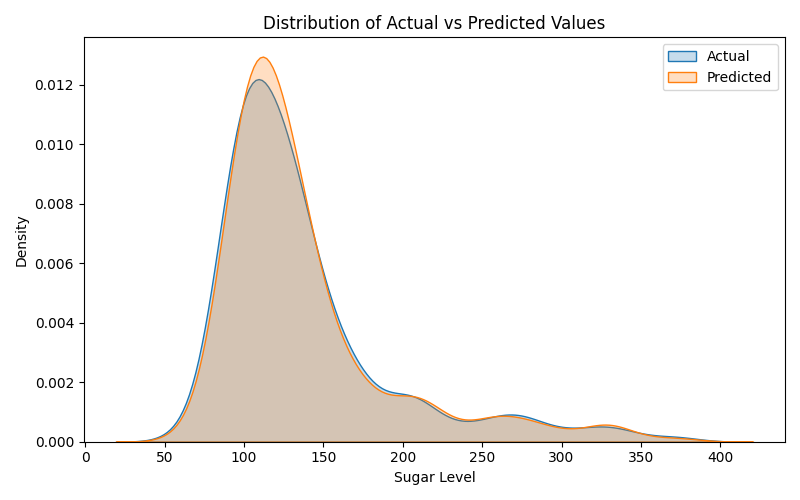 Distribution of Actual vs Predicted Values
Actual
Predicted
0.012
0.010
0.008
0.006
0.004
0.002
0.000
Density
0 50 100 150 200 250 300 350 400
Sugar Level